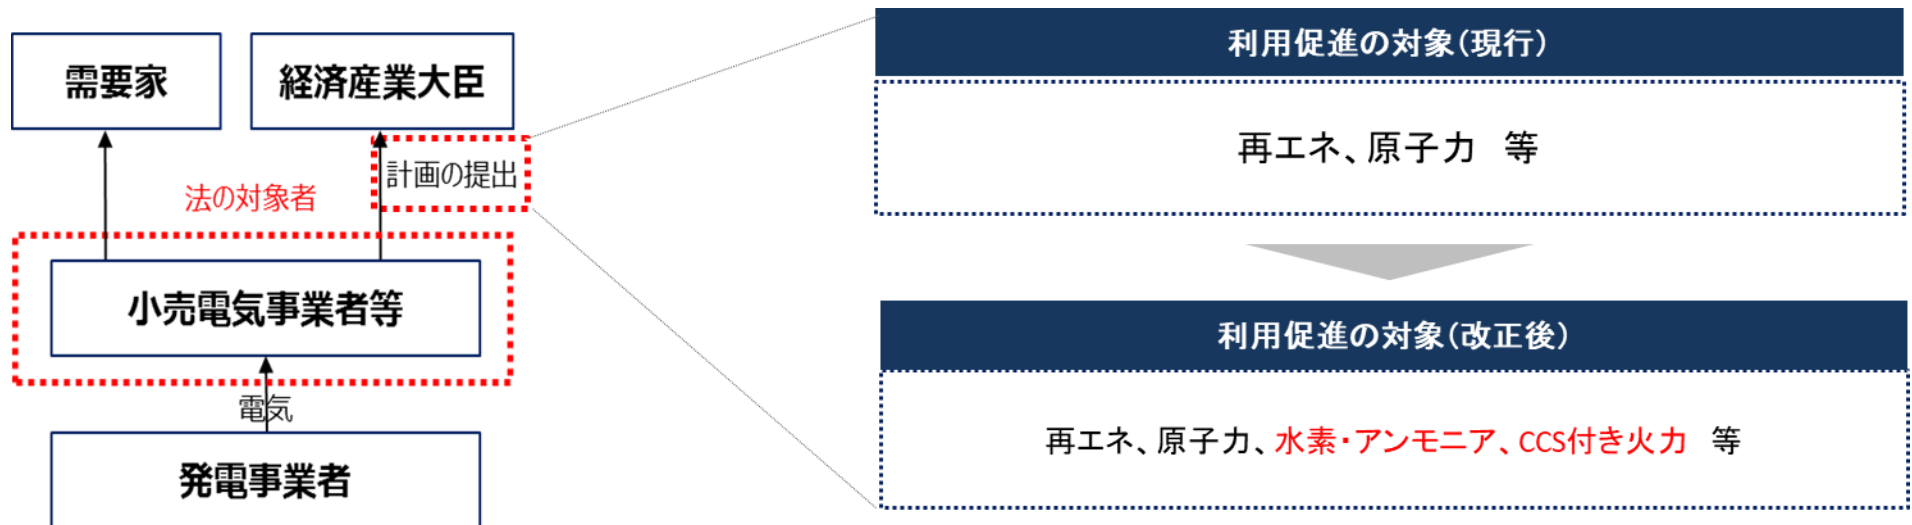 需要家
経済産業大臣
計画の提出
法の対象者
小売電気事業者等
電気
発電事業者
利用促進の対象（現行）
再エネ、原子力　等
利用促進の対象（改正後）
再エネ、原子力、水素・アンモニア、CCS付き火力　等